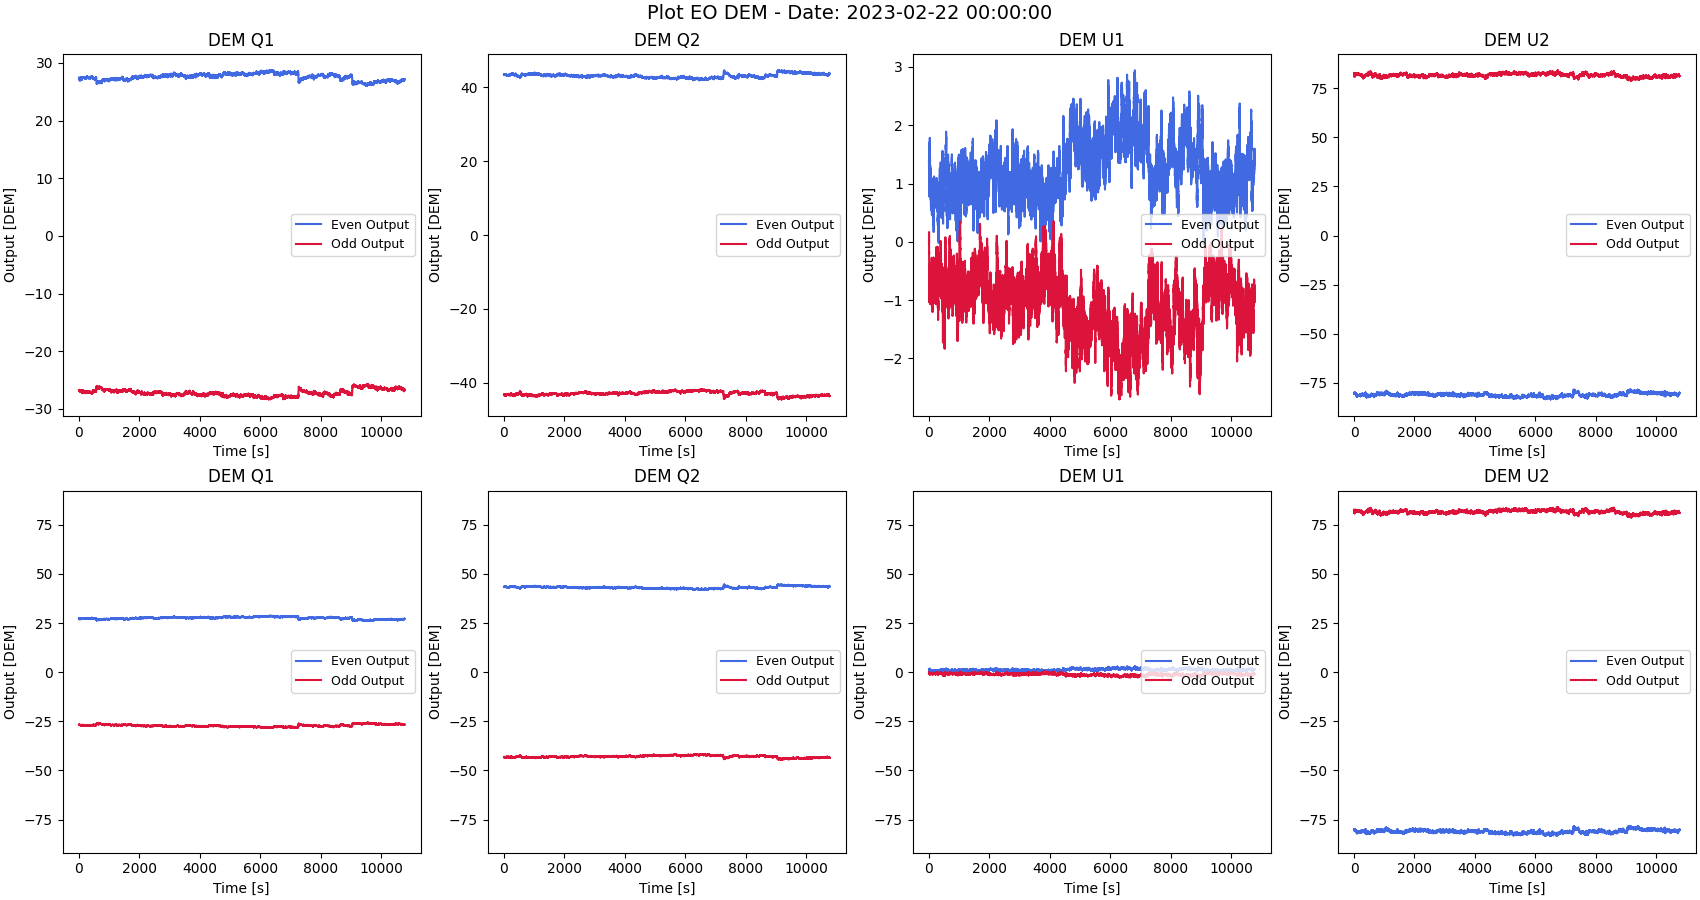 Plot EO DEM - Date: 2023-02-22 00:00:00
DEM Q1
Output [DEM]
30
20
10
0
−10
−20
−30
Even Output
Odd Output
0 2000 4000 6000 8000 10000
Time [s]
DEM Q2
Output [DEM]
40
20
0
−20
−40
Even Output
Odd Output
0 2000 4000 6000 8000 10000
Time [s]
DEM U1
Output [DEM]
3
2
1
0
−1
−2
Even Output
Odd Output
0 2000 4000 6000 8000 10000
Time [s]
DEM U2
Output [DEM]
75
50
25
0
−25
−50
−75
Even Output
Odd Output
0 2000 4000 6000 8000 10000
Time [s]
DEM Q1
Output [DEM]
75
50
25
0
−25
−50
−75
Even Output
Odd Output
0 2000 4000 6000 8000 10000
Time [s]
DEM Q2
Output [DEM]
75
50
25
0
−25
−50
−75
Even Output
Odd Output
0 2000 4000 6000 8000 10000
Time [s]
DEM U1
Output [DEM]
75
50
25
0
−25
−50
−75
Even Output
Odd Output
0 2000 4000 6000 8000 10000
Time [s]
DEM U2
Output [DEM]
75
50
25
0
−25
−50
−75
Even Output
Odd Output
0 2000 4000 6000 8000 10000
Time [s]